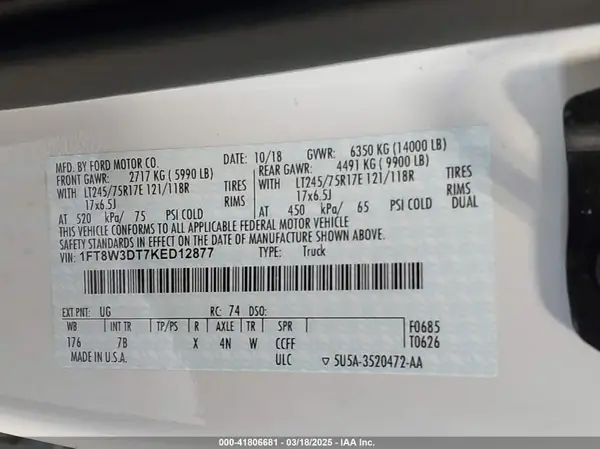 MFD. BY FORD MOTOR CO.
DATE: 10/18 GVWR: 6350 KG (14000 LB)
FRONT GAWR: 2717 KG ( 5990 LB)
REAR GAWR: 4491 KG ( 9900 LB)
WITH LT245/75R17E 121/118R TIRES
WITH LT245/75R17E 121/118R TIRES
17x6.5J RIMS
17x6.5J RIMS
AT 520 kPa/ 75 PSI COLD
AT 450 kPa/ 65 PSI COLD DUAL
THIS VEHICLE CONFORMS TO ALL APPLICABLE FEDERAL MOTOR VEHICLE
SAFETY STANDARDS IN EFFECT ON THE DATE OF MANUFACTURE SHOWN ABOVE.
VIN: 1FT8W3DT7KED12877 TYPE: Truck
EXT PNT: UG RC: 74 DSO:
WB INT TR TP/PS R AXLE TR SPR F0685
176 7B X 4N W CCFF T0626
MADE IN U.S.A. ULC ▽ 5U5A-3520472-AA
000-41806681 - 03/18/2025 - IAA Inc.